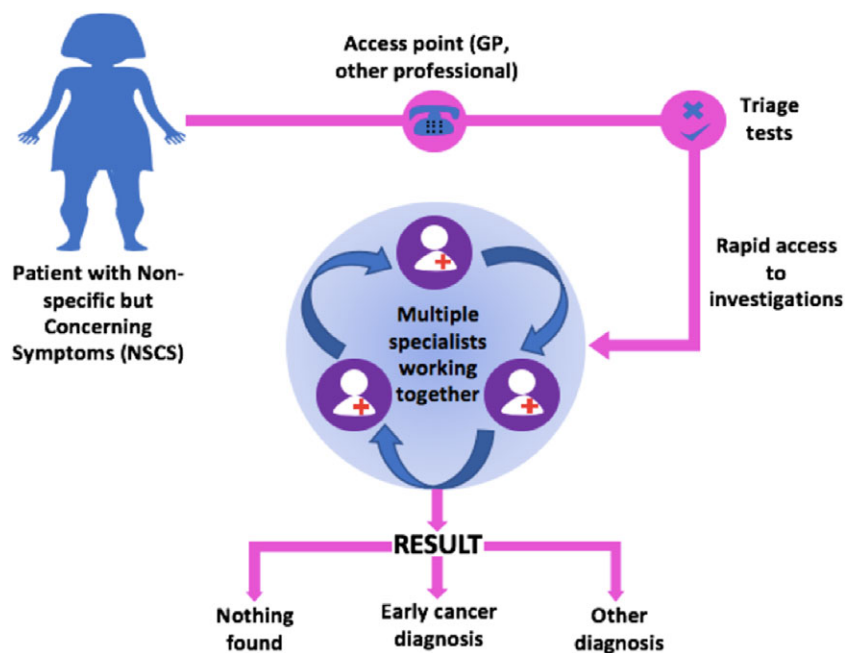 Access point (GP,
other professional)
Triage
tests
Patient with Non-
specific but
Concerning
Symptoms (NSCS)
Rapid access
to
investigations
Multiple
specialists
working
together
RESULT
Nothing
found
Early cancer
diagnosis
Other
diagnosis